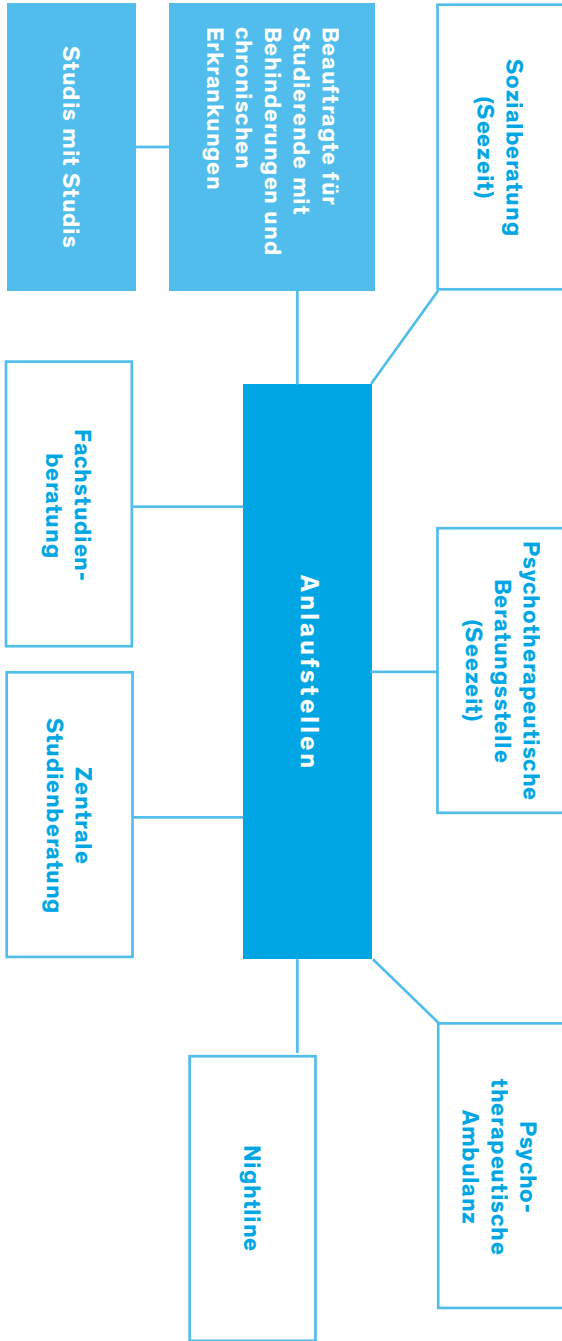 Sozialberatung
(Seezeit)
Psychotherapeutische
Beratungsstelle
(Seezeit)
Psycho-
therapeutische
Ambulanz
Beauftragte für
Studierende mit
Behinderungen und
chronischen
Erkrankungen
Anlaufstellen
Nightline
Studis mit Studis
Fachstudien-
beratung
Zentrale
Studienberatung